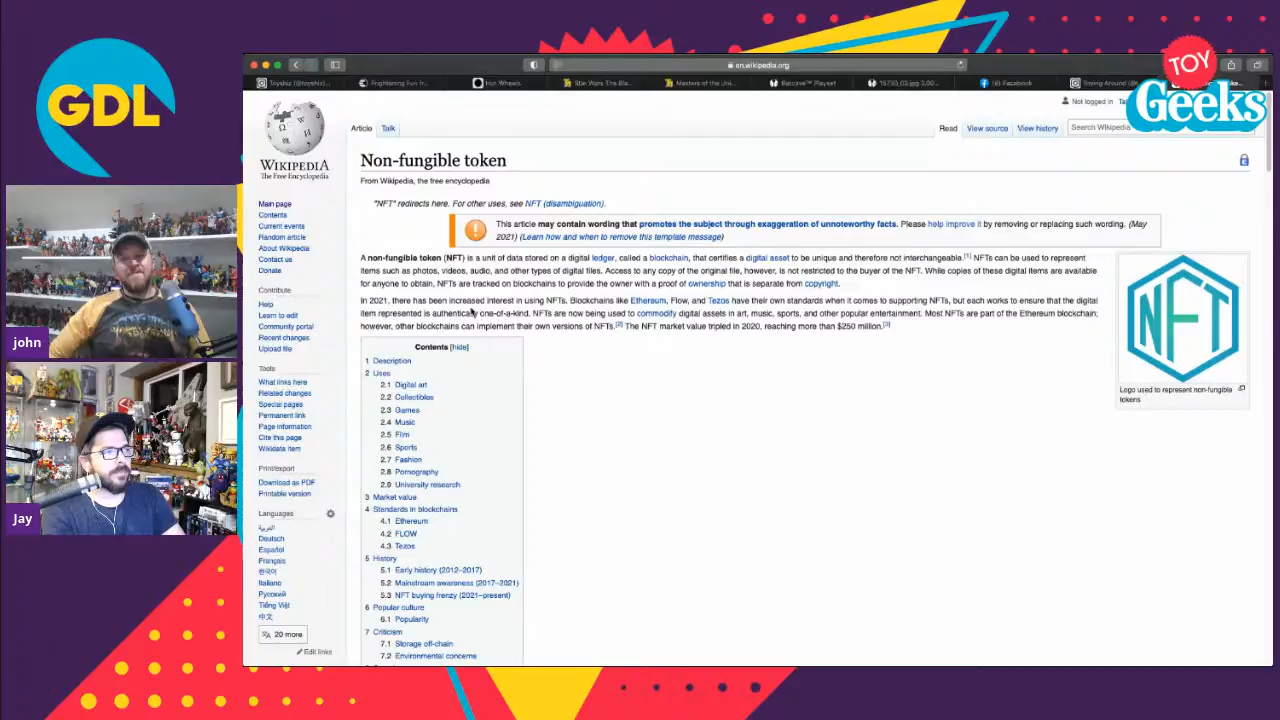 GDL
TOY
Geeks
john
Jay
en.wikipedia.org
Hot Wheels
Star Wars The Bla...
Masters of the Uni...
Batcave™ Playset
Facebook
Not logged in
WIKIPEDIA
The Free Encyclopedia
Article Talk
Read View source View history Search Wikipedia
Main page
Contents
Current events
Random article
About Wikipedia
Contact us
Donate
Contribute
Help
Learn to edit
Community portal
Recent changes
Upload file
Tools
What links here
Related changes
Special pages
Permanent link
Page information
Cite this page
Wikidata item
Print/export
Download as PDF
Printable version
Languages
العربية
Deutsch
Español
Français
한국어
Italiano
Русский
Tiếng Việt
中文
20 more
Edit links
Non-fungible token
From Wikipedia, the free encyclopedia
"NFT" redirects here. For other uses, see NFT (disambiguation).
This article may contain wording that promotes the subject through exaggeration of unnoteworthy facts. Please help improve it by removing or replacing such wording. (May
2021) (Learn how and when to remove this template message)
A non-fungible token (NFT) is a unit of data stored on a digital ledger, called a blockchain, that certifies a digital asset to be unique and therefore not interchangeable.[1] NFTs can be used to represent
items such as photos, videos, audio, and other types of digital files. Access to any copy of the original file, however, is not restricted to the buyer of the NFT. While copies of these digital items are available
for anyone to obtain, NFTs are tracked on blockchains to provide the owner with a proof of ownership that is separate from copyright.
In 2021, there has been increased interest in using NFTs. Blockchains like Ethereum, Flow, and Tezos have their own standards when it comes to supporting NFTs, but each works to ensure that the digital
item represented is authentically one-of-a-kind. NFTs are now being used to commodify digital assets in art, music, sports, and other popular entertainment. Most NFTs are part of the Ethereum blockchain;
however, other blockchains can implement their own versions of NFTs.[2] The NFT market value tripled in 2020, reaching more than $250 million.[3]
NFT
Logo used to represent non-fungible
tokens
Contents [hide]
1 Description
2 Uses
2.1 Digital art
2.2 Collectibles
2.3 Games
2.4 Music
2.5 Film
2.6 Sports
2.7 Fashion
2.8 Pornography
2.9 University research
3 Market value
4 Standards in blockchains
4.1 Ethereum
4.2 FLOW
4.3 Tezos
5 History
5.1 Early history (2012–2017)
5.2 Mainstream awareness (2017–2021)
5.3 NFT buying frenzy (2021–present)
6 Popular culture
6.1 Popularity
7 Criticism
7.1 Storage off-chain
7.2 Environmental concerns